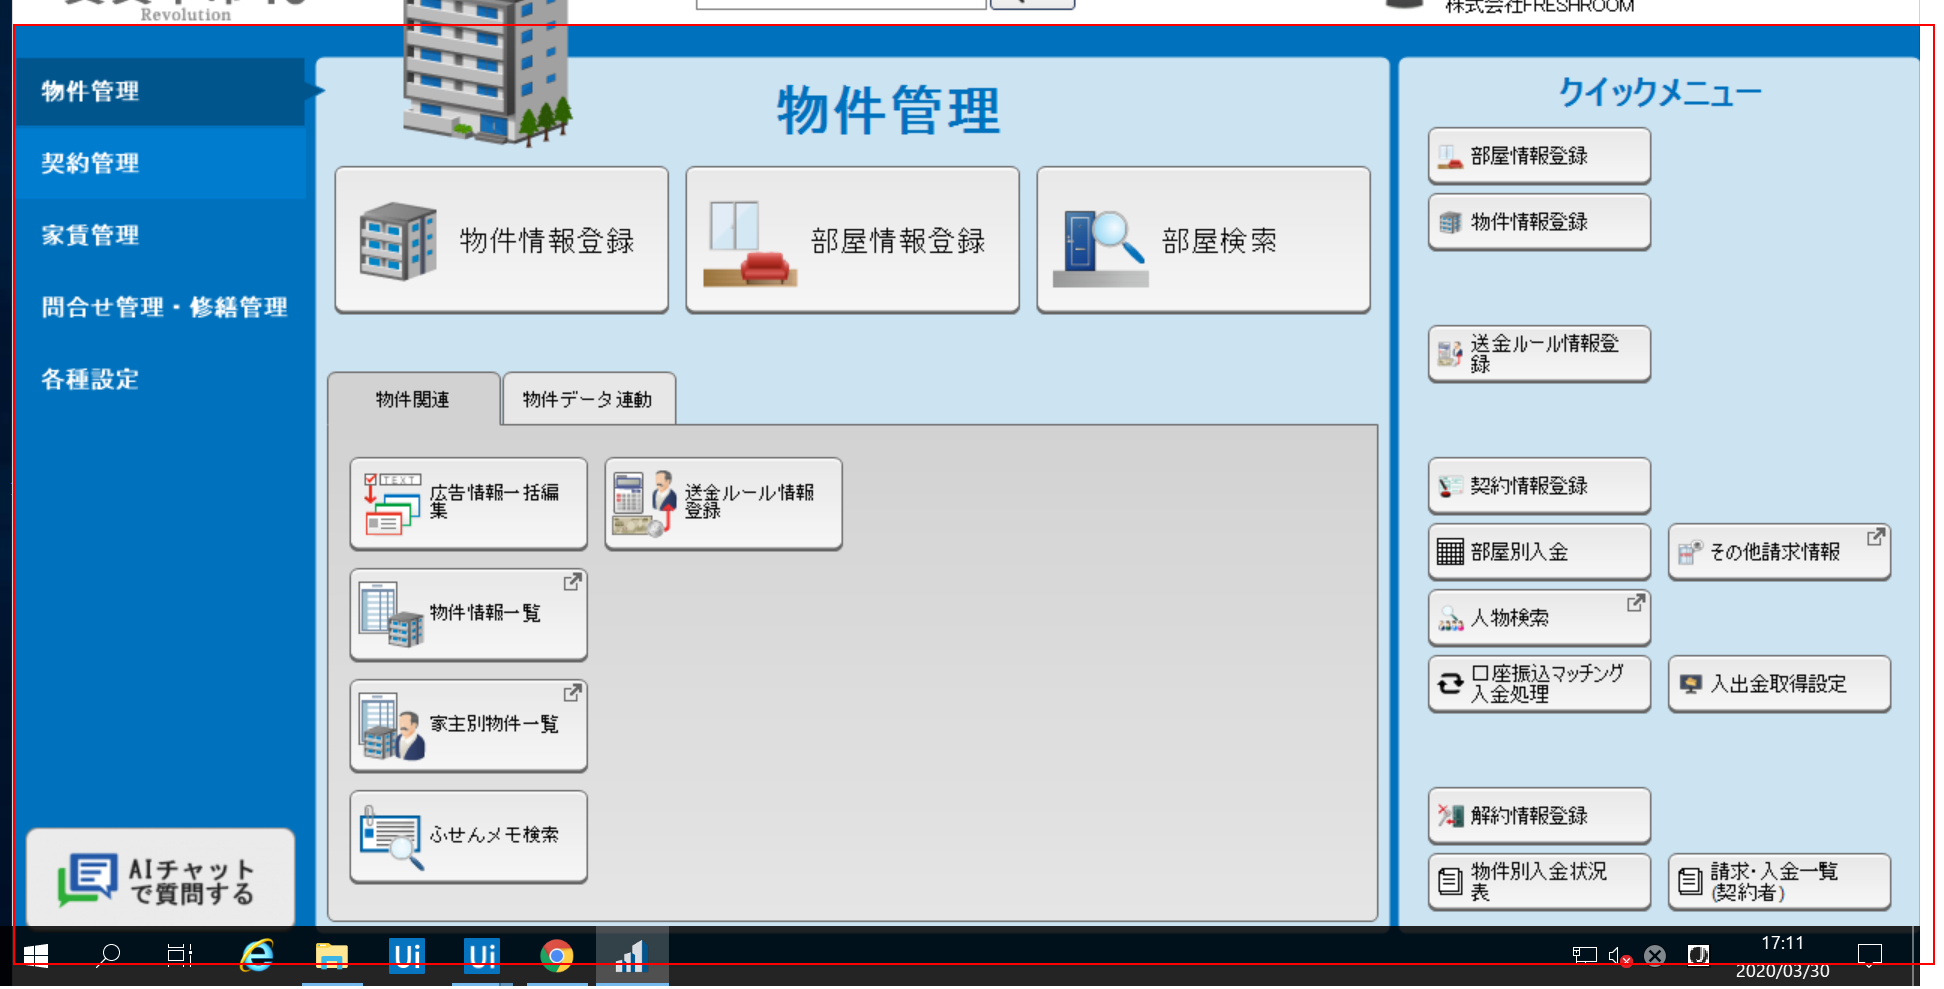 Revolution
株式会社FRESHROOM
物件管理
契約管理
家賃管理
問合せ管理・修繕管理
各種設定
AIチャット
で質問する
物件管理
物件情報登録
部屋情報登録
部屋検索
物件関連
物件データ連動
TEXT
広告情報一括編
集
送金ルール情報
登録
物件情報一覧
家主別物件一覧
ふせんメモ検索
クイックメニュー
部屋情報登録
物件情報登録
送金ルール情報登
録
契約情報登録
部屋別入金
その他請求情報
人物検索
口座振込マッチング
入金処理
入出金取得設定
解約情報登録
物件別入金状況
表
請求・入金一覧
(契約者)
Ui
Ui
17:11
2020/03/30